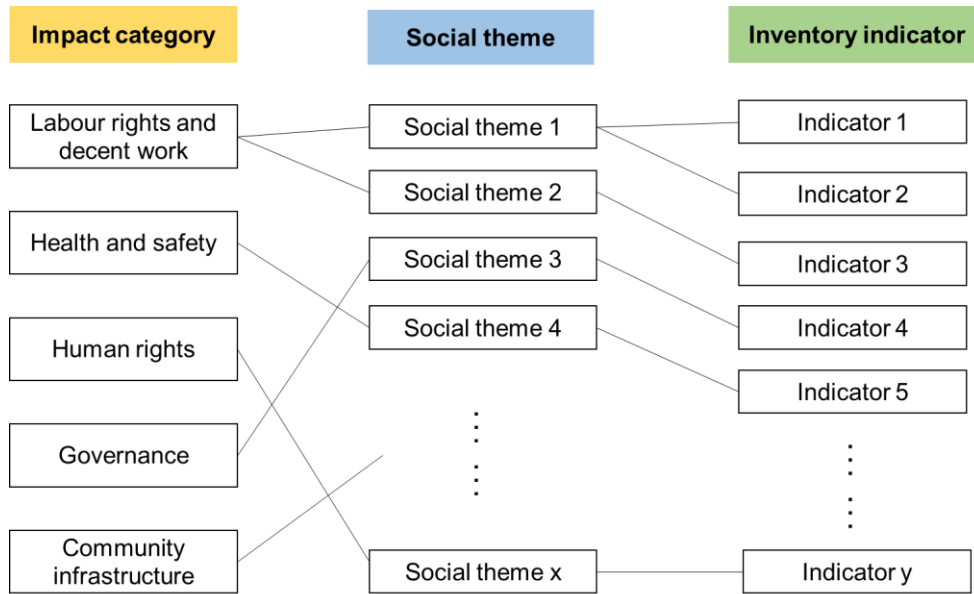 Impact category
Social theme
Inventory indicator
Labour rights and
decent work
Health and safety
Human rights
Governance
Community
infrastructure
Social theme 1
Social theme 2
Social theme 3
Social theme 4
Social theme x
Indicator 1
Indicator 2
Indicator 3
Indicator 4
Indicator 5
Indicator y